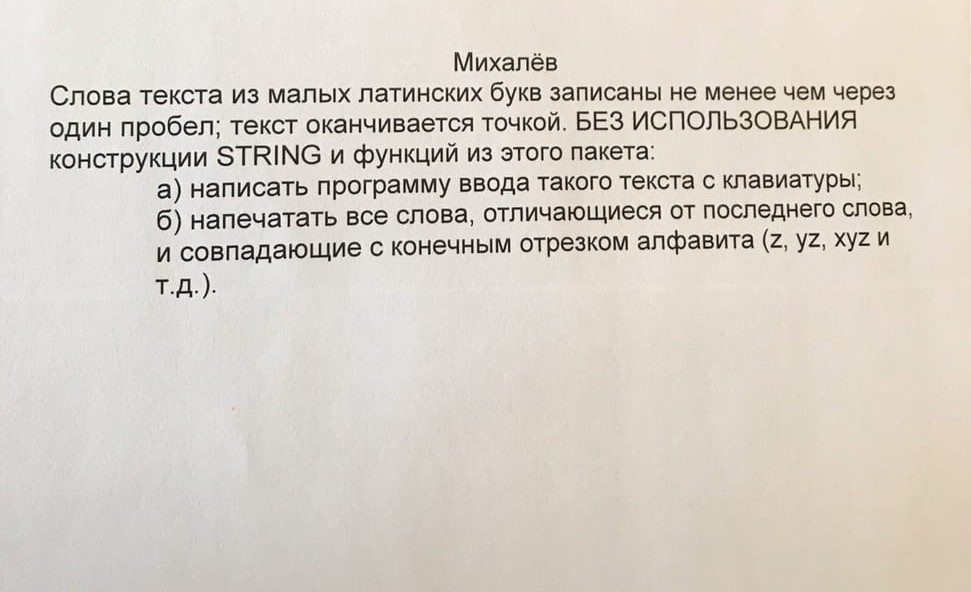 Михалёв
Слова текста из малых латинских букв записаны не менее чем через
один пробел; текст оканчивается точкой. БЕЗ ИСПОЛЬЗОВАНИЯ
конструкции STRING и функций из этого пакета:
а) написать программу ввода такого текста с клавиатуры;
б) напечатать все слова, отличающиеся от последнего слова,
и совпадающие с конечным отрезком алфавита (z, yz, xyz и
т.д.).